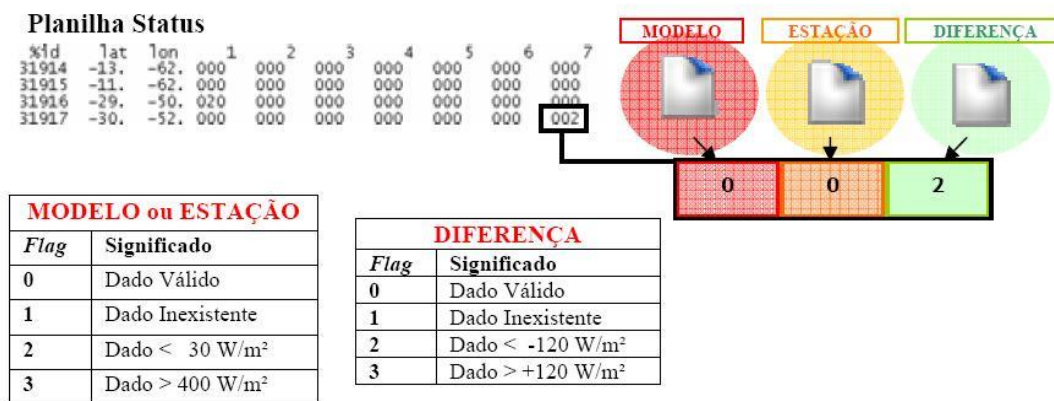 Planilha Status
%id lat lon 1 2 3 4 5 6 7
31914 -13. -62. 000 000 000 000 000 000 000
31915 -11. -62. 000 000 000 000 000 000 000
31916 -29. -50. 020 000 000 000 000 000 000
31917 -30. -52. 000 000 000 000 000 000 002
MODELO ESTAÇÃO DIFERENÇA
0 0 2
MODELO ou ESTAÇÃO
Flag Significado
0 Dado Válido
1 Dado Inexistente
2 Dado < 30 W/m²
3 Dado > 400 W/m²
DIFERENÇA
Flag Significado
0 Dado Válido
1 Dado Inexistente
2 Dado < -120 W/m²
3 Dado > +120 W/m²